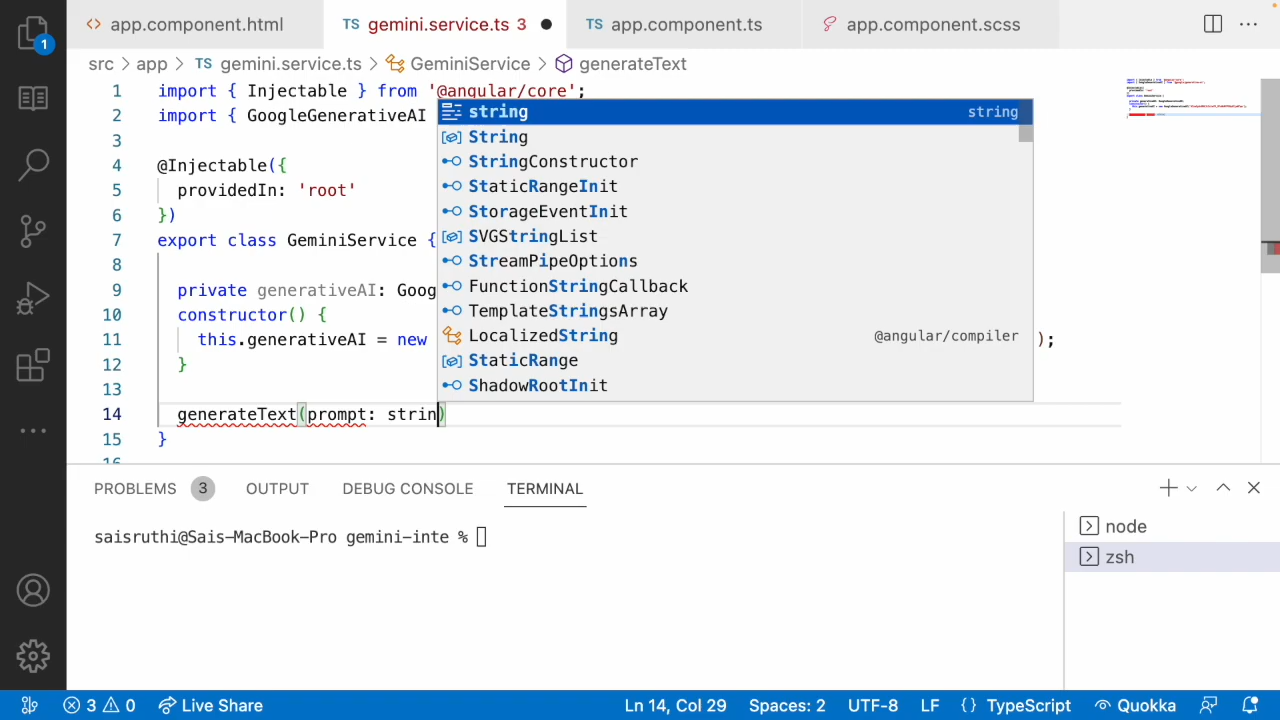 app.component.html
TS gemini.service.ts 3
TS app.component.ts
app.component.scss
1
src > app > TS gemini.service.ts > GeminiService > generateText
1 import { Injectable } from '@angular/core';
2 import { GoogleGenerativeAI
3
4 @Injectable({
5 providedIn: 'root'
6 })
7 export class GeminiService {
8
9 private generativeAI: Goog
10 constructor() {
11 this.generativeAI = new );
12 }
13
14 generateText(prompt: strin)
15 }
16
string string
String
StringConstructor
StaticRangeInit
StorageEventInit
SVGStringList
StreamPipeOptions
FunctionStringCallback
TemplateStringsArray
LocalizedString @angular/compiler
StaticRange
ShadowRootInit
PROBLEMS 3 OUTPUT DEBUG CONSOLE TERMINAL
saisruthi@Sais-MacBook-Pro gemini-inte %
node
zsh
3 0 Live Share Ln 14, Col 29 Spaces: 2 UTF-8 LF {} TypeScript Quokka